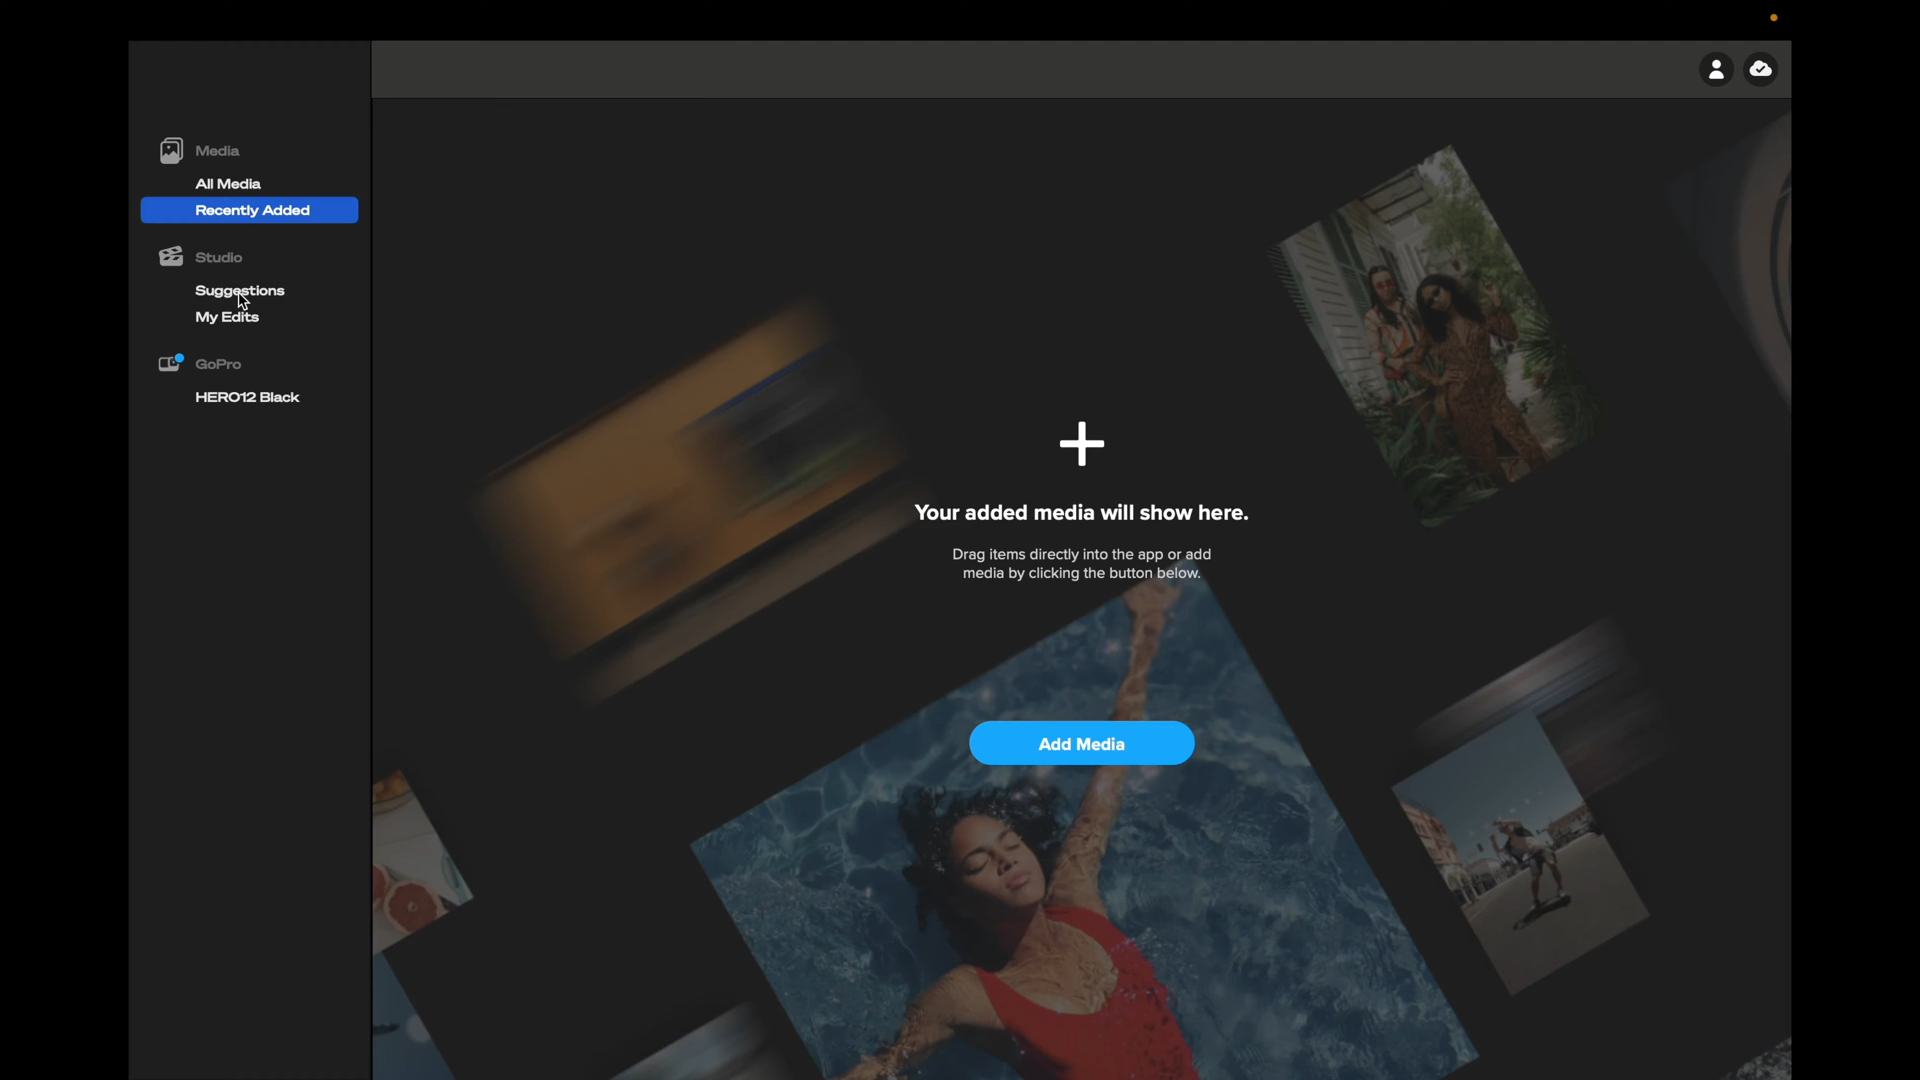 Media
All Media
Recently Added
Studio
Suggestions
My Edits
GoPro
HERO12 Black
Your added media will show here.
Drag items directly into the app or add
media by clicking the button below.
Add Media